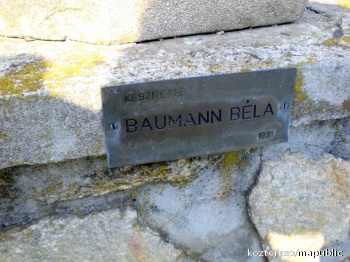 KÉSZÍTETTE
BAUMANN BÉLA
1931
kozterkep/mapublic